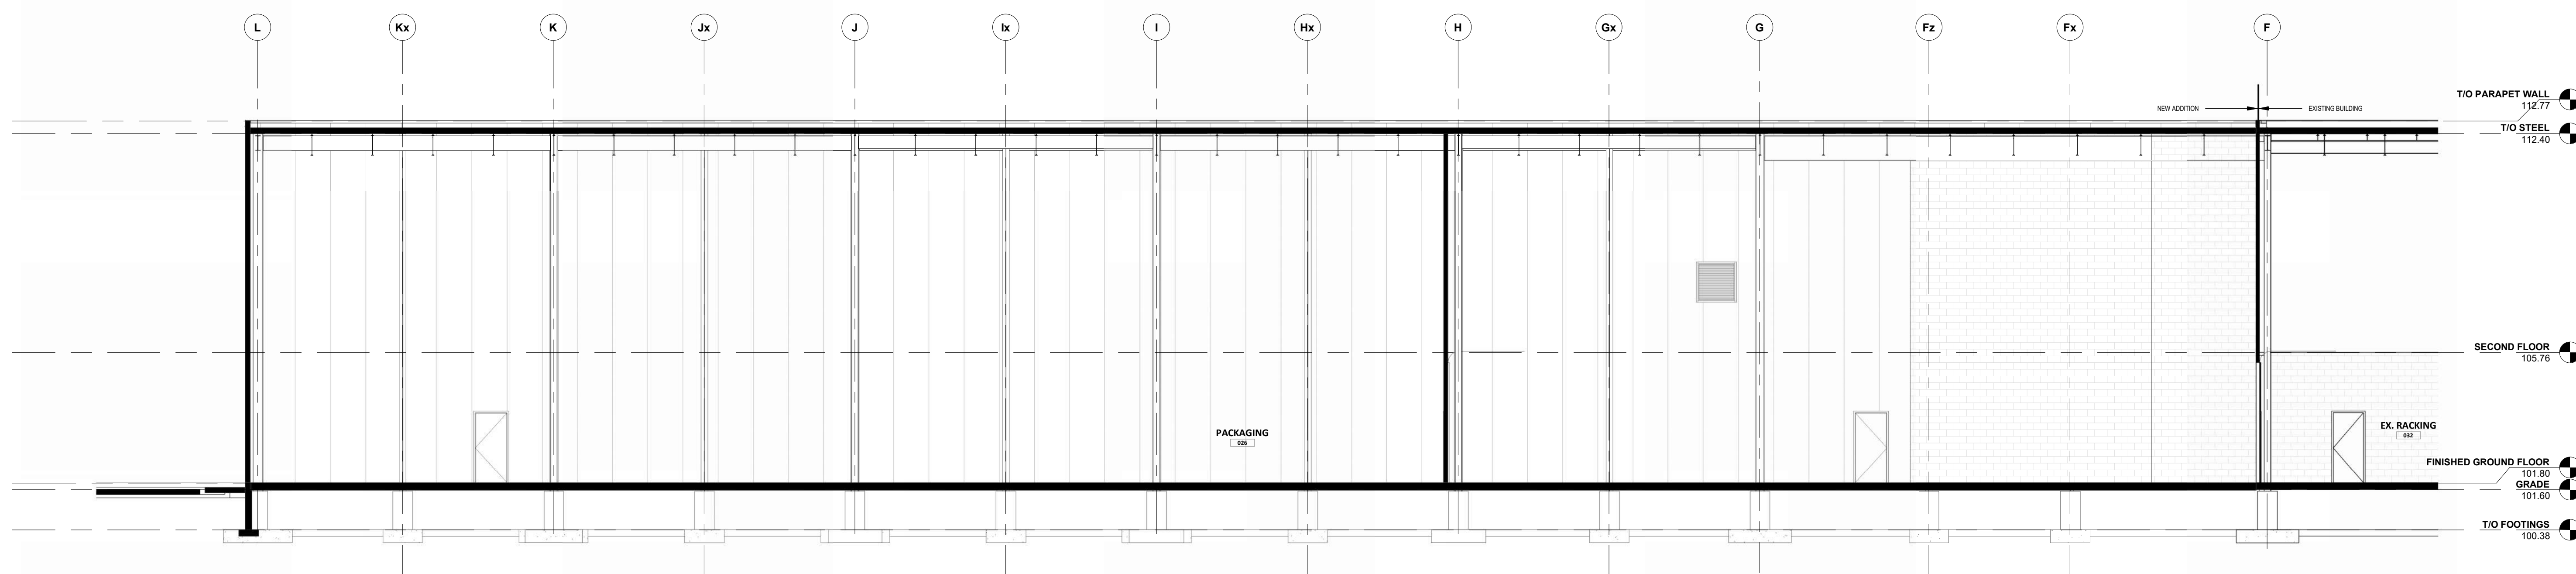 L Kx K Jx J Ix I Hx H Gx G Fz Fx F
T/O PARAPET WALL
112.77
NEW ADDITION EXISTING BUILDING
T/O STEEL
112.40
SECOND FLOOR
105.76
EX. RACKING
032
PACKAGING
026
FINISHED GROUND FLOOR
101.80
GRADE
101.60
T/O FOOTINGS
100.38